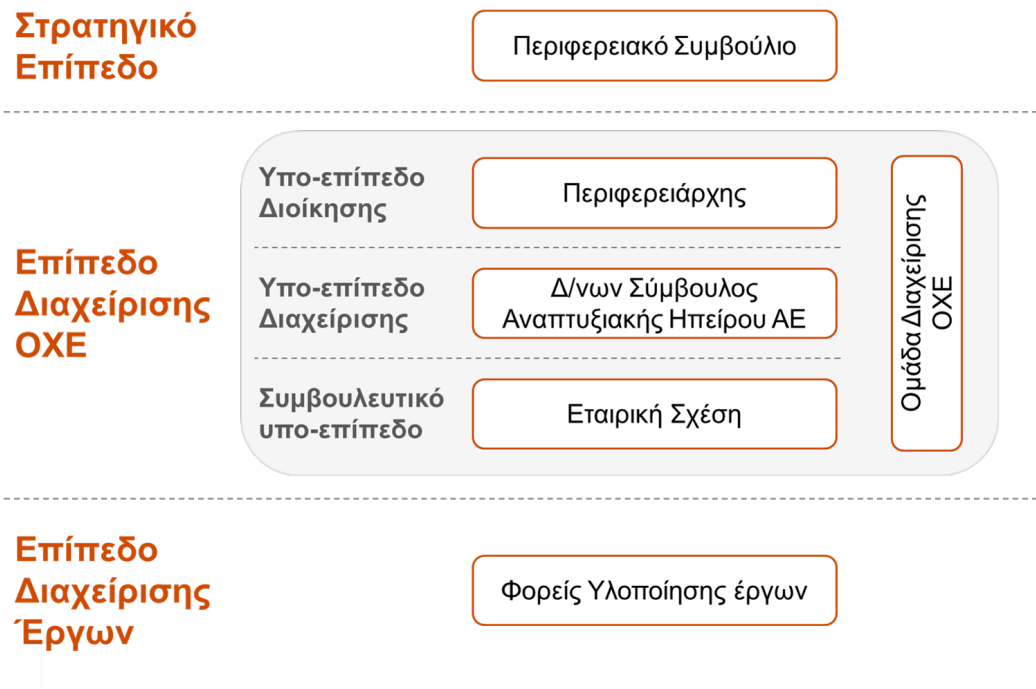 Στρατηγικό
Επίπεδο
Περιφερειακό Συμβούλιο
Επίπεδο
Διαχείρισης
ΟΧΕ
Υπο-επίπεδο
Διοίκησης
Περιφερειάρχης
Υπο-επίπεδο
Διαχείρισης
Δ/νων Σύμβουλος
Αναπτυξιακής Ηπείρου ΑΕ
Συμβουλευτικό
υπο-επίπεδο
Εταιρική Σχέση
Ομάδα Διαχείρισης
ΟΧΕ
Επίπεδο
Διαχείρισης
Έργων
Φορείς Υλοποίησης έργων